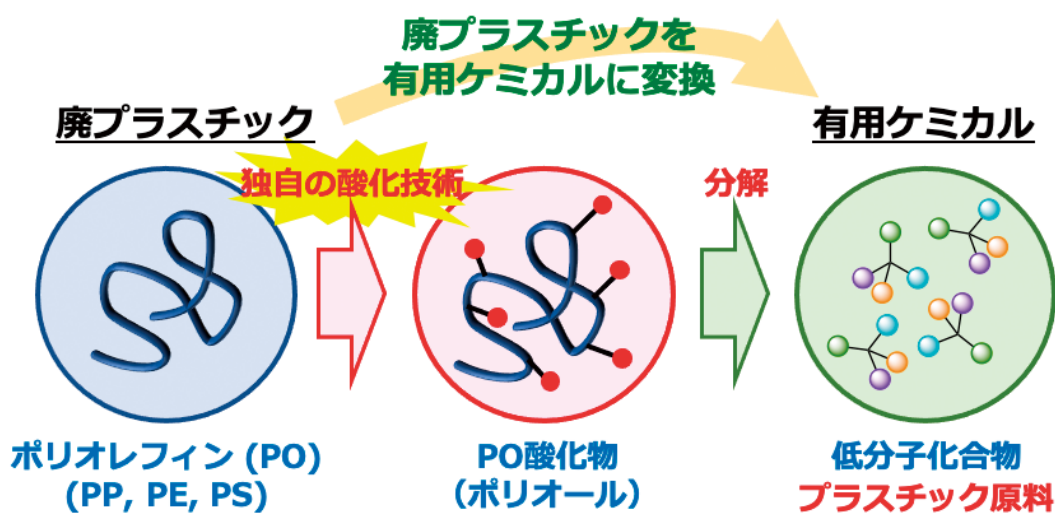 廃プラスチックを
有用ケミカルに変換
廃プラスチック
有用ケミカル
独自の酸化技術
分解
ポリオレフィン (PO)
(PP, PE, PS)
PO酸化物
（ポリオール）
低分子化合物
プラスチック原料